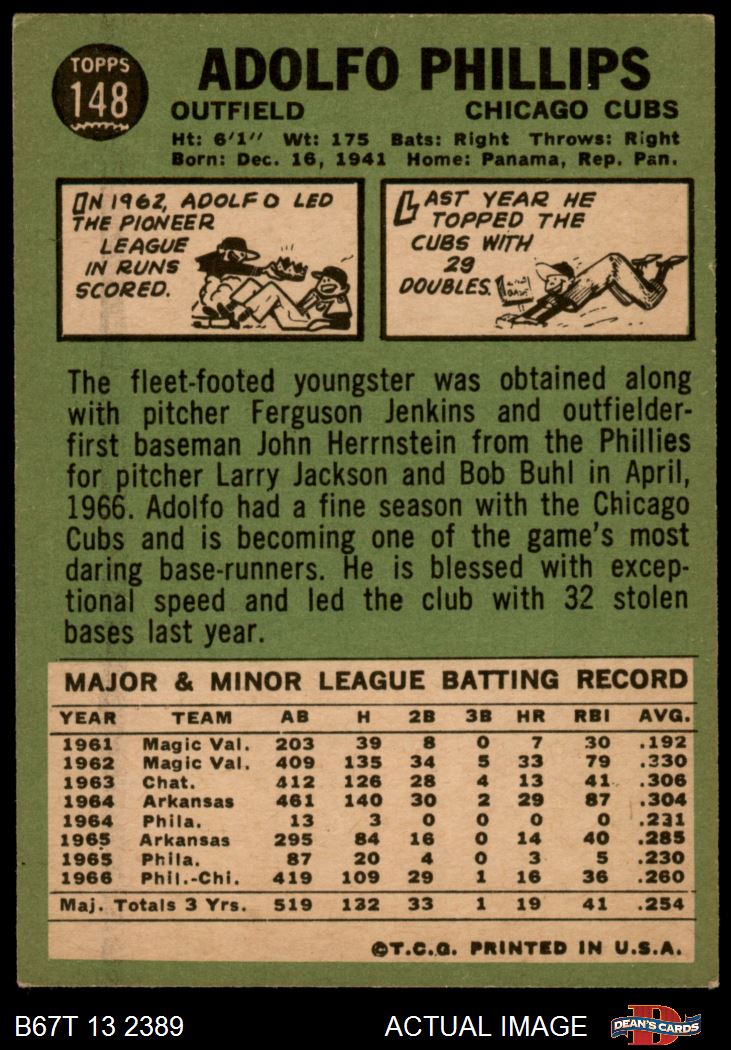 TOPPS
148
ADOLFO PHILLIPS
OUTFIELD CHICAGO CUBS
Ht: 6'1" Wt: 175 Bats: Right Throws: Right
Born: Dec. 16, 1941 Home: Panama, Rep. Pan.
IN 1962, ADOLFO LED
THE PIONEER
LEAGUE
IN RUNS
SCORED.
LAST YEAR HE
TOPPED THE
CUBS WITH
29
DOUBLES.
The fleet-footed youngster was obtained along
with pitcher Ferguson Jenkins and outfielder-
first baseman John Herrnstein from the Phillies
for pitcher Larry Jackson and Bob Buhl in April,
1966. Adolfo had a fine season with the Chicago
Cubs and is becoming one of the game's most
daring base-runners. He is blessed with excep-
tional speed and led the club with 32 stolen
bases last year.
MAJOR & MINOR LEAGUE BATTING RECORD
YEAR TEAM AB H 2B 3B HR RBI AVG.
1961 Magic Val. 203 39 8 0 7 30 .192
1962 Magic Val. 409 135 34 5 33 79 .330
1963 Chat. 412 126 28 4 13 41 .306
1964 Arkansas 461 140 30 2 29 87 .304
1964 Phila. 13 3 0 0 0 0 .231
1965 Arkansas 295 84 16 0 14 40 .285
1965 Phila. 87 20 4 0 3 5 .230
1966 Phil.-Chi. 419 109 29 1 16 36 .260
Maj. Totals 3 Yrs. 519 132 33 1 19 41 .254
©T.C.G. PRINTED IN U.S.A.
B67T 13 2389 ACTUAL IMAGE
D
DEAN'S CARDS